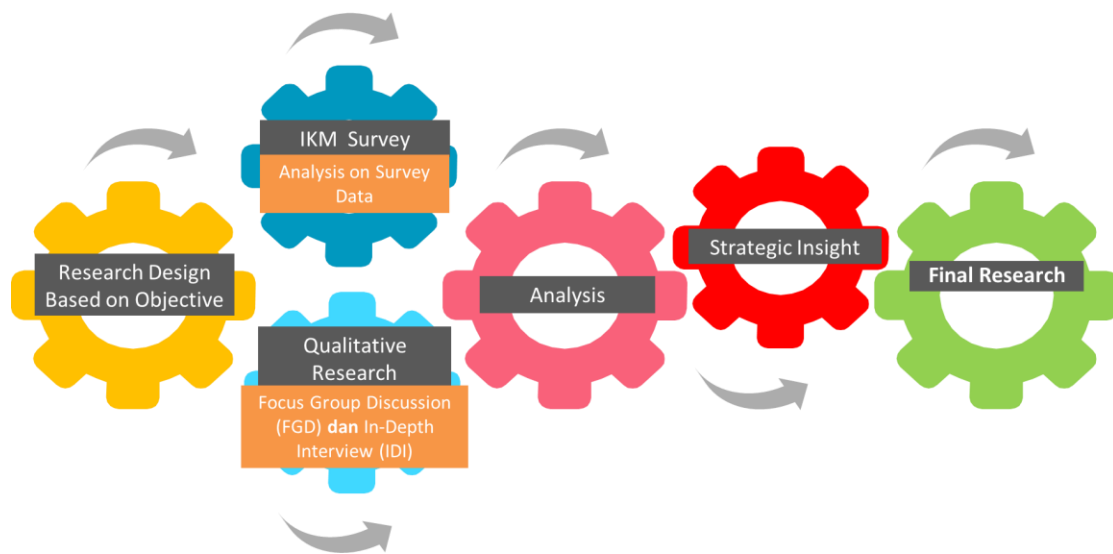 Research Design
Based on Objective
IKM  Survey
Analysis on Survey
Data
Qualitative
Research
Focus Group Discussion
(FGD) dan In-Depth
Interview (IDI)
Analysis
Strategic Insight
Final Research